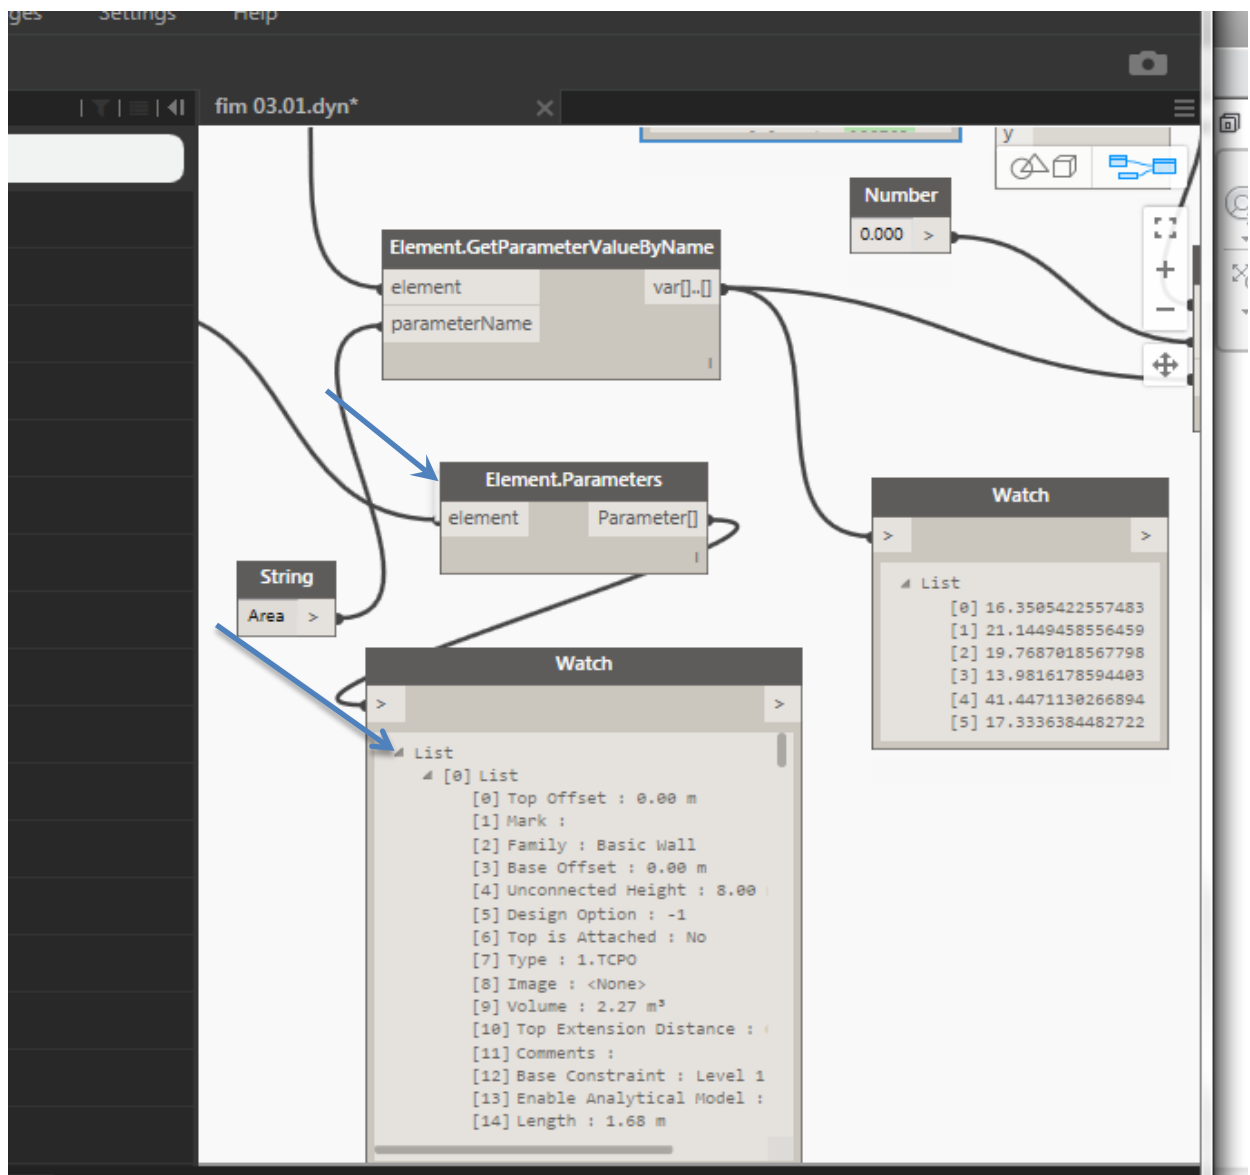 ges Settings Help
fim 03.01.dyn*
y
Number
0.000 >
Element.GetParameterValueByName
element var[]..[]
parameterName
Element.Parameters
element Parameter[]
String
Area >
Watch
> >
List
[0] 16.3505422557483
[1] 21.1449458556459
[2] 19.7687018567798
[3] 13.9816178594403
[4] 41.4471130266894
[5] 17.3336384482722
Watch
> >
List
[0] List
[0] Top Offset : 0.00 m
[1] Mark :
[2] Family : Basic Wall
[3] Base Offset : 0.00 m
[4] Unconnected Height : 8.00
[5] Design Option : -1
[6] Top is Attached : No
[7] Type : 1.TCPO
[8] Image : <None>
[9] Volume : 2.27 m³
[10] Top Extension Distance :
[11] Comments :
[12] Base Constraint : Level 1
[13] Enable Analytical Model :
[14] Length : 1.68 m